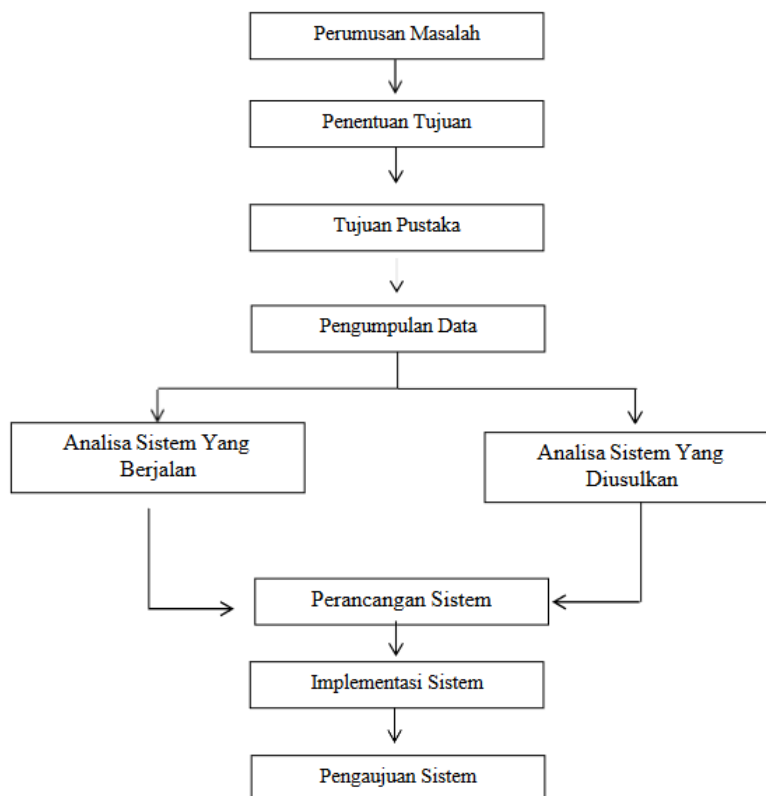 Perumusan Masalah
Penentuan Tujuan
Tujuan Pustaka
Pengumpulan Data
Analisa Sistem Yang
Berjalan
Analisa Sistem Yang
Diusulkan
Perancangan Sistem
Implementasi Sistem
Pengaujuan Sistem